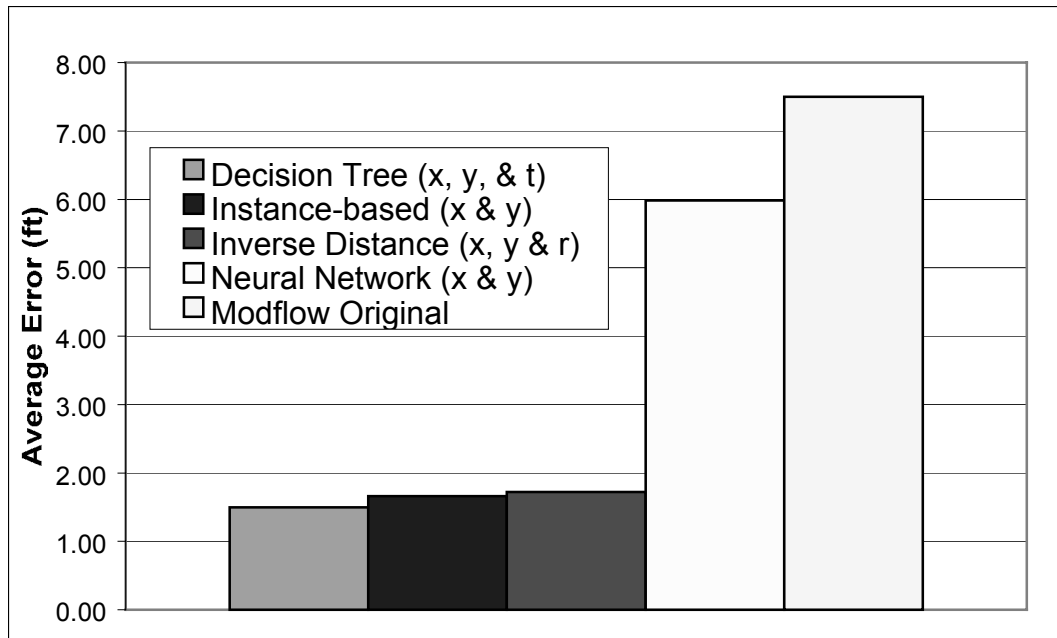 8.00
7.00
6.00
5.00
4.00
3.00
2.00
1.00
0.00
Average Error (ft)
Decision Tree (x, y, & t)
Instance-based (x & y)
Inverse Distance (x, y & r)
Neural Network (x & y)
Modflow Original